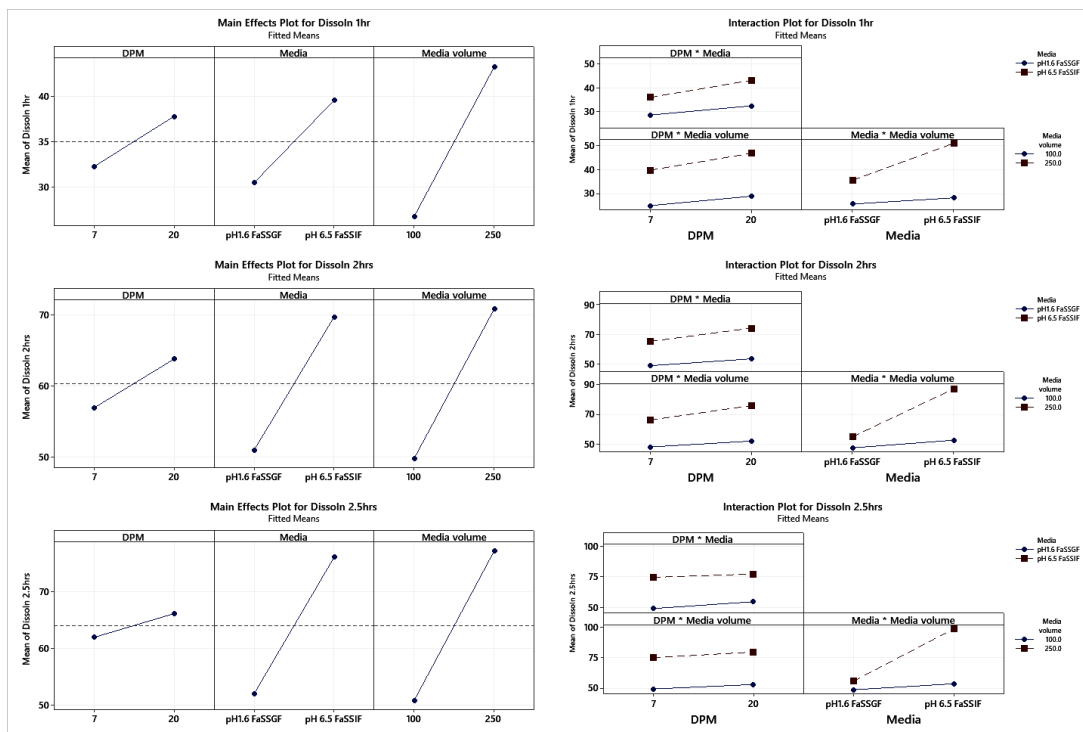 Main Effects Plot for Dissoln 1hr
Fitted Means
DPM Media Media volume
Mean of Dissoln 1hr
40
35
30
7 20 pH1.6 FaSSGF pH 6.5 FaSSIF 100 250
Interaction Plot for Dissoln 1hr
Fitted Means
DPM * Media
Mean of Dissoln 1hr
50
40
30
DPM * Media volume Media * Media volume
50
40
30
7 20 pH1.6 FaSSGF pH 6.5 FaSSIF
DPM Media
Media
pH1.6 FaSSGF
pH 6.5 FaSSIF
Media
volume
100.0
250.0
Main Effects Plot for Dissoln 2hrs
Fitted Means
DPM Media Media volume
Mean of Dissoln 2hrs
70
60
50
7 20 pH1.6 FaSSGF pH 6.5 FaSSIF 100 250
Interaction Plot for Dissoln 2hrs
Fitted Means
DPM * Media
Mean of Dissoln 2hrs
90
70
50
DPM * Media volume Media * Media volume
90
70
50
7 20 pH1.6 FaSSGF pH 6.5 FaSSIF
DPM Media
Media
pH1.6 FaSSGF
pH 6.5 FaSSIF
Media
volume
100.0
250.0
Main Effects Plot for Dissoln 2.5hrs
Fitted Means
DPM Media Media volume
Mean of Dissoln 2.5hrs
70
60
50
7 20 pH1.6 FaSSGF pH 6.5 FaSSIF 100 250
Interaction Plot for Dissoln 2.5hrs
Fitted Means
DPM * Media
Mean of Dissoln 2.5hrs
100
75
50
DPM * Media volume Media * Media volume
100
75
50
7 20 pH1.6 FaSSGF pH 6.5 FaSSIF
DPM Media
Media
pH1.6 FaSSGF
pH 6.5 FaSSIF
Media
volume
100.0
250.0